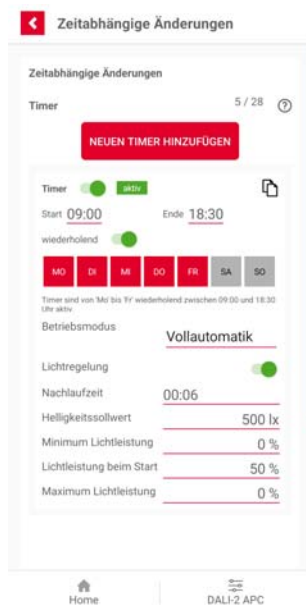 Zeitabhängige Änderungen
Zeitabhängige Änderungen
Timer 5 / 28 ?
NEUEN TIMER HINZUFÜGEN
Timer aktiv
Start 09:00 Ende 18:30
wiederholend
MO DI MI DO FR SA SO
Timer sind von 'Mo' bis 'Fr' wiederholend zwischen 09:00 und 18:30
Uhr aktiv.
Betriebsmodus Vollautomatik
Lichtregelung
Nachlaufzeit 00:06
Helligkeitssollwert 500 lx
Minimum Lichtleistung 0 %
Lichtleistung beim Start 50 %
Maximum Lichtleistung 0 %
Home DALI-2 APC